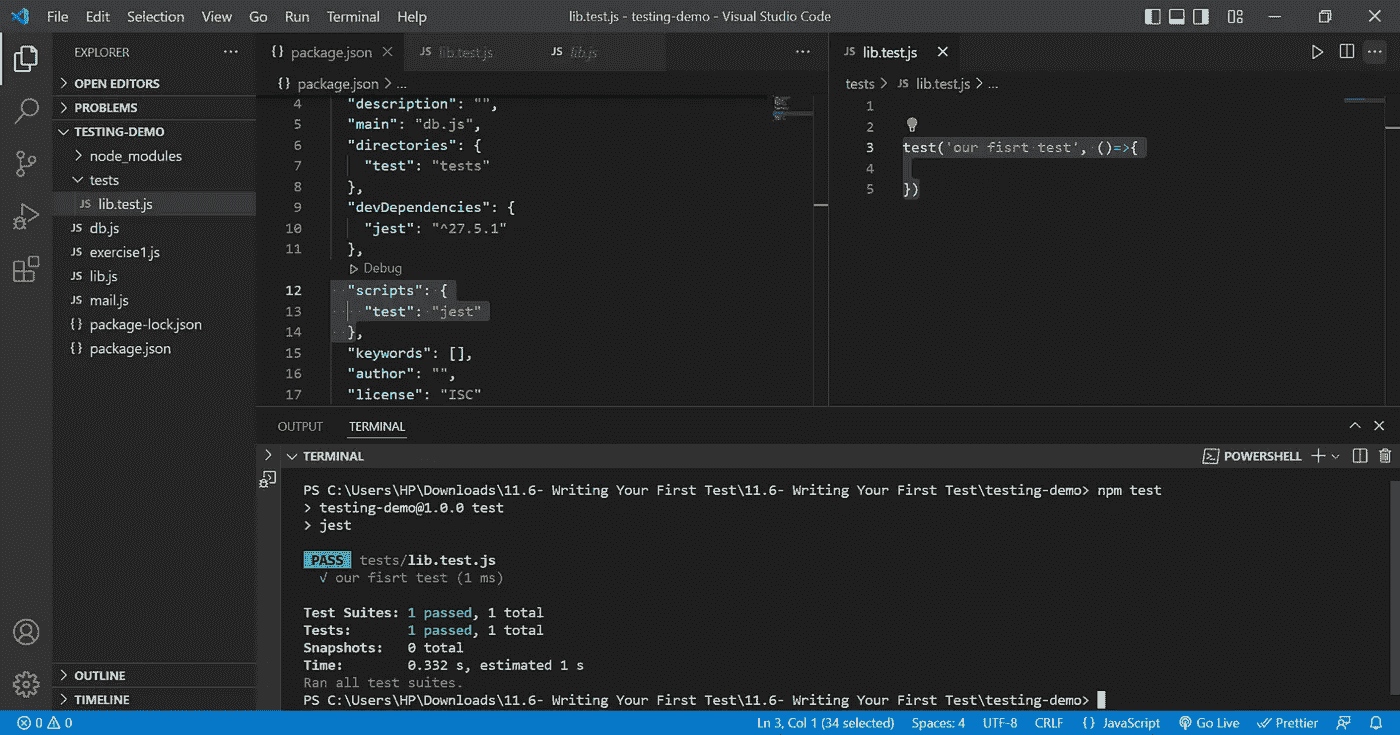 File Edit Selection View Go Run Terminal Help
lib.test.js - testing-demo - Visual Studio Code
EXPLORER
OPEN EDITORS
PROBLEMS
TESTING-DEMO
node_modules
tests
JS lib.test.js
JS db.js
JS exercise1.js
JS lib.js
JS mail.js
{} package-lock.json
{} package.json
OUTLINE
TIMELINE
{} package.json JS lib.test.js JS lib.js
{} package.json > ...
4 "description": "",
5 "main": "db.js",
6 "directories": {
7 "test": "tests"
8 },
9 "devDependencies": {
10 "jest": "^27.5.1"
11 },
Debug
12 "scripts": {
13 "test": "jest"
14 },
15 "keywords": [],
16 "author": "",
17 "license": "ISC"
JS lib.test.js
tests > JS lib.test.js > ...
1
2
3 test('our fisrt test', ()=>{
4
5 })
OUTPUT TERMINAL
TERMINAL
POWERSHELL
PS C:\Users\HP\Downloads\11.6- Writing Your First Test\11.6- Writing Your First Test\testing-demo> npm test
> testing-demo@1.0.0 test
> jest
PASS tests/lib.test.js
√ our fisrt test (1 ms)
Test Suites: 1 passed, 1 total
Tests: 1 passed, 1 total
Snapshots: 0 total
Time: 0.332 s, estimated 1 s
Ran all test suites.
PS C:\Users\HP\Downloads\11.6- Writing Your First Test\11.6- Writing Your First Test\testing-demo>
0 0 Ln 3, Col 1 (34 selected) Spaces: 4 UTF-8 CRLF {} JavaScript Go Live Prettier